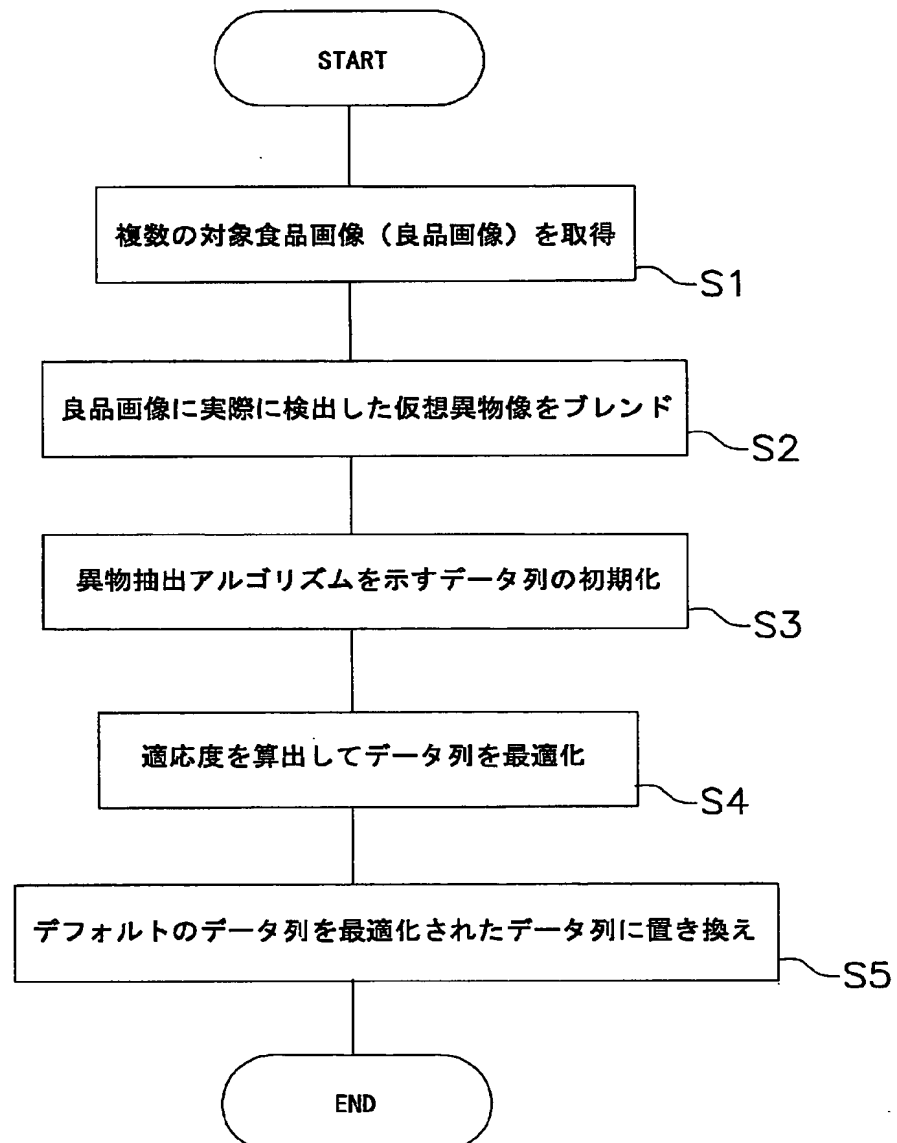 START
複数の対象食品画像（良品画像）を取得
S1
良品画像に実際に検出した仮想異物像をブレンド
S2
異物抽出アルゴリズムを示すデータ列の初期化
S3
適応度を算出してデータ列を最適化
S4
デフォルトのデータ列を最適化されたデータ列に置き換え
S5
END